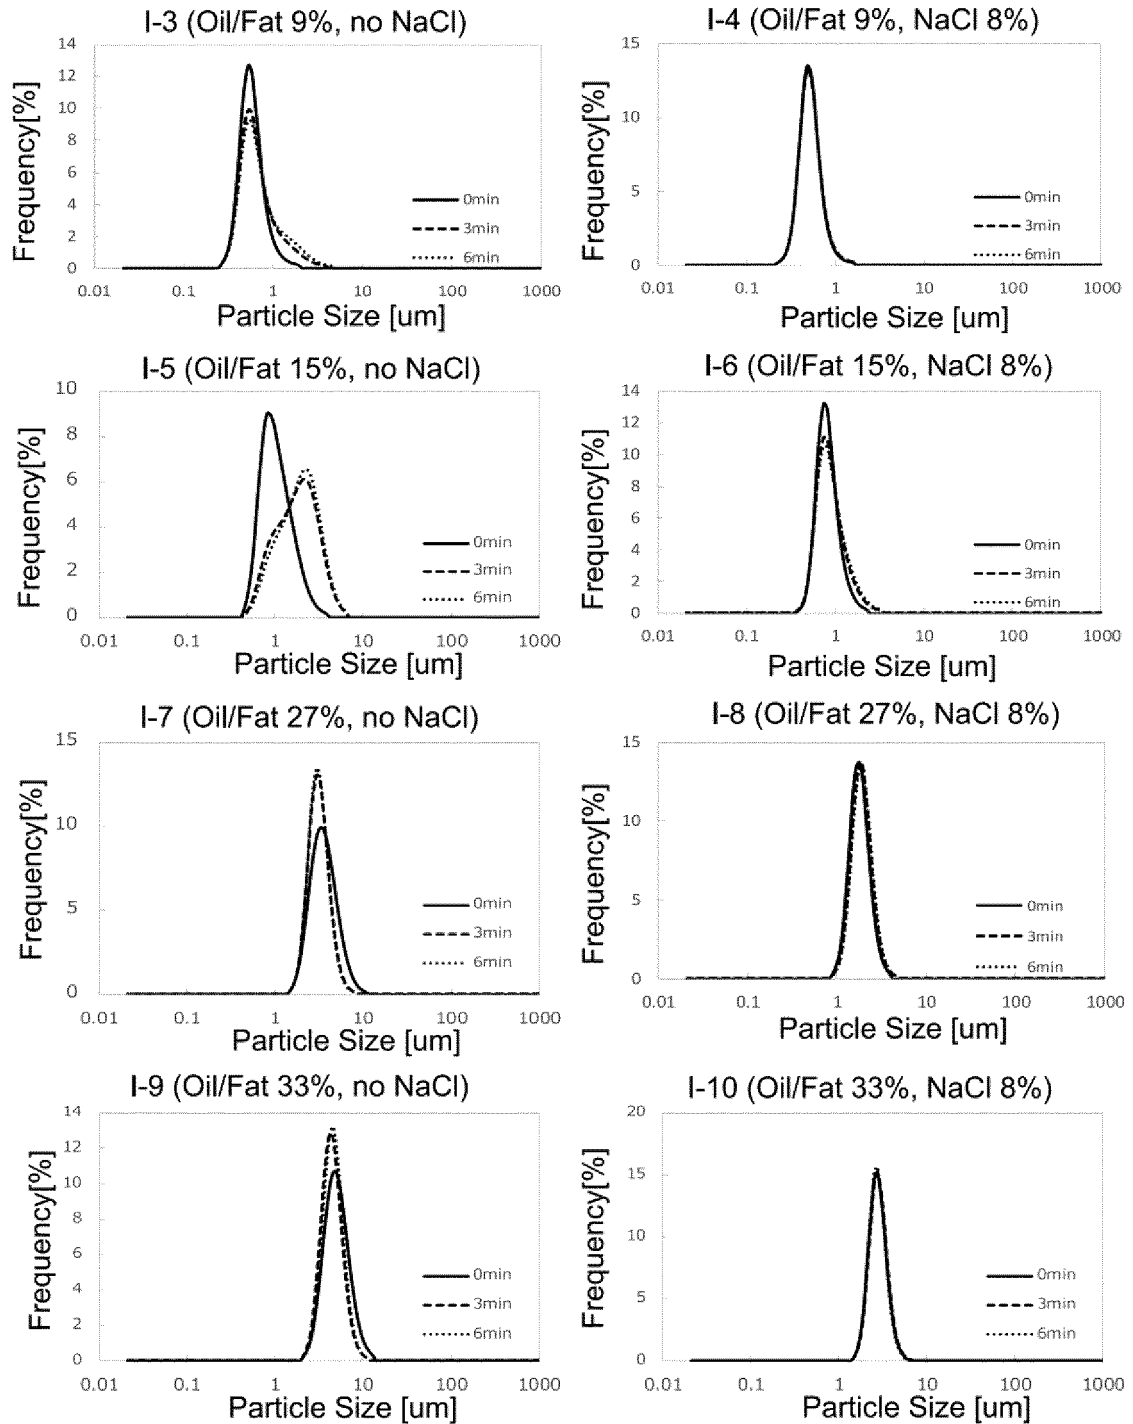 I-3 (Oil/Fat 9%, no NaCl)
14
12
10
8
6
4
2
0
Frequency[%]
0min
3min
6min
0.01 0.1 1 10 100 1000
Particle Size [um]
I-4 (Oil/Fat 9%, NaCl 8%)
15
10
5
0
Frequency[%]
0min
3min
6min
0.01 0.1 1 10 100 1000
Particle Size [um]
I-5 (Oil/Fat 15%, no NaCl)
10
8
6
4
2
0
Frequency[%]
0min
3min
6min
0.01 0.1 1 10 100 1000
Particle Size [um]
I-6 (Oil/Fat 15%, NaCl 8%)
14
12
10
8
6
4
2
0
Frequency[%]
0min
3min
6min
0.01 0.1 1 10 100 1000
Particle Size [um]
I-7 (Oil/Fat 27%, no NaCl)
15
10
5
0
Frequency[%]
0min
3min
6min
0.01 0.1 1 10 100 1000
Particle Size [um]
I-8 (Oil/Fat 27%, NaCl 8%)
15
10
5
0
Frequency[%]
0min
3min
6min
0.01 0.1 1 10 100 1000
Particle Size [um]
I-9 (Oil/Fat 33%, no NaCl)
14
12
10
8
6
4
2
0
Frequency[%]
0min
3min
6min
0.01 0.1 1 10 100 1000
Particle Size [um]
I-10 (Oil/Fat 33%, NaCl 8%)
20
15
10
5
0
Frequency[%]
0min
3min
6min
0.01 0.1 1 10 100 1000
Particle Size [um]